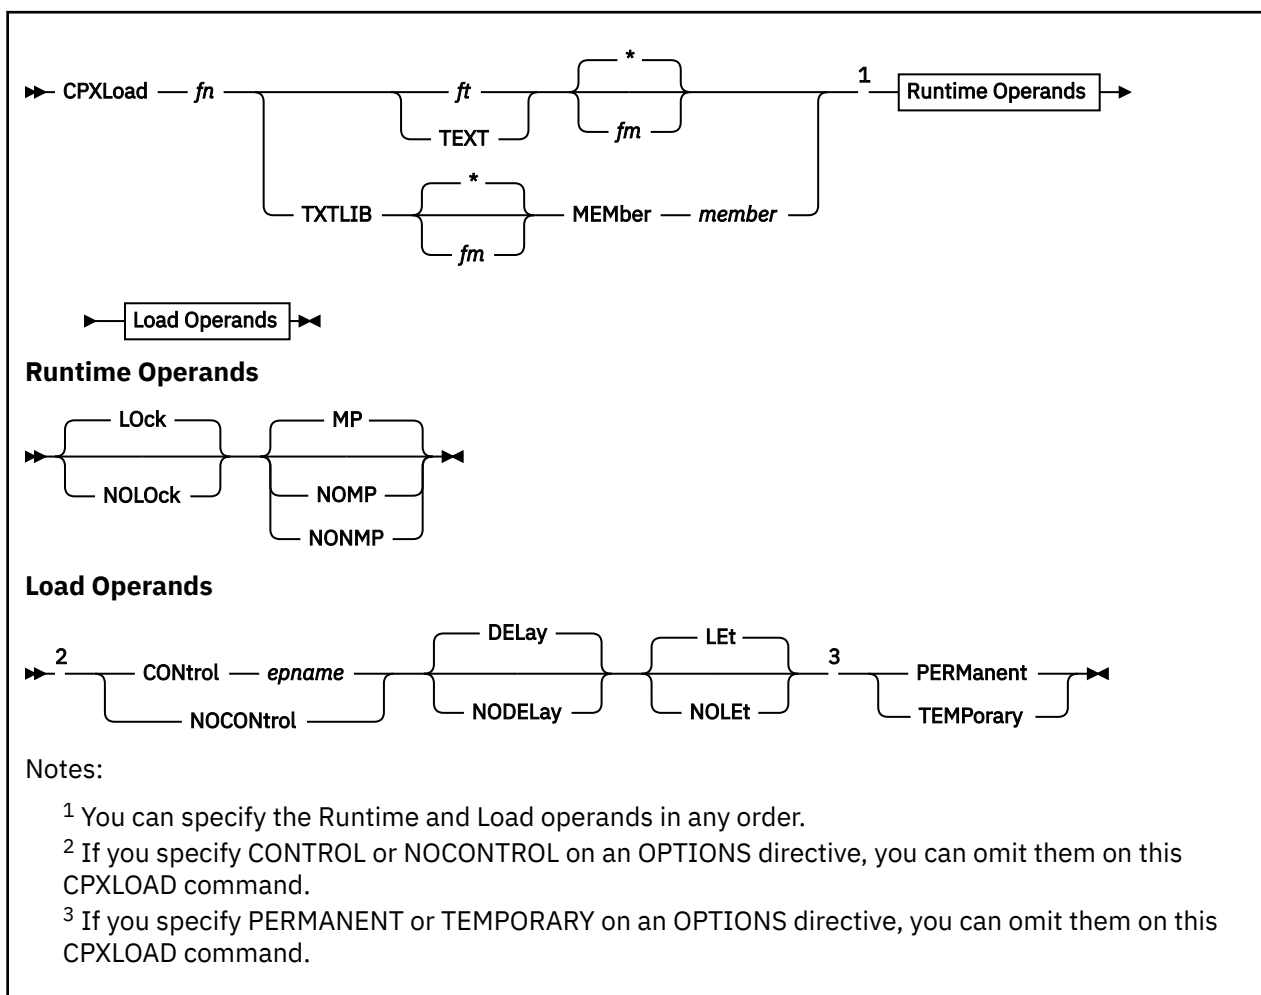 *
CPXLoad fn ft 1 Runtime Operands
TEXT fm
*
TXTLIB MEMber member
fm
Load Operands
Runtime Operands
LOck MP
NOLOck NOMP
NONMP
Load Operands
DELay LEt
2 CONtrol epname 3 PERManent
NOCONtrol NODELay NOLEt TEMPorary
Notes:
1 You can specify the Runtime and Load operands in any order.
2 If you specify CONTROL or NOCONTROL on an OPTIONS directive, you can omit them on this
CPXLOAD command.
3 If you specify PERMANENT or TEMPORARY on an OPTIONS directive, you can omit them on this
CPXLOAD command.